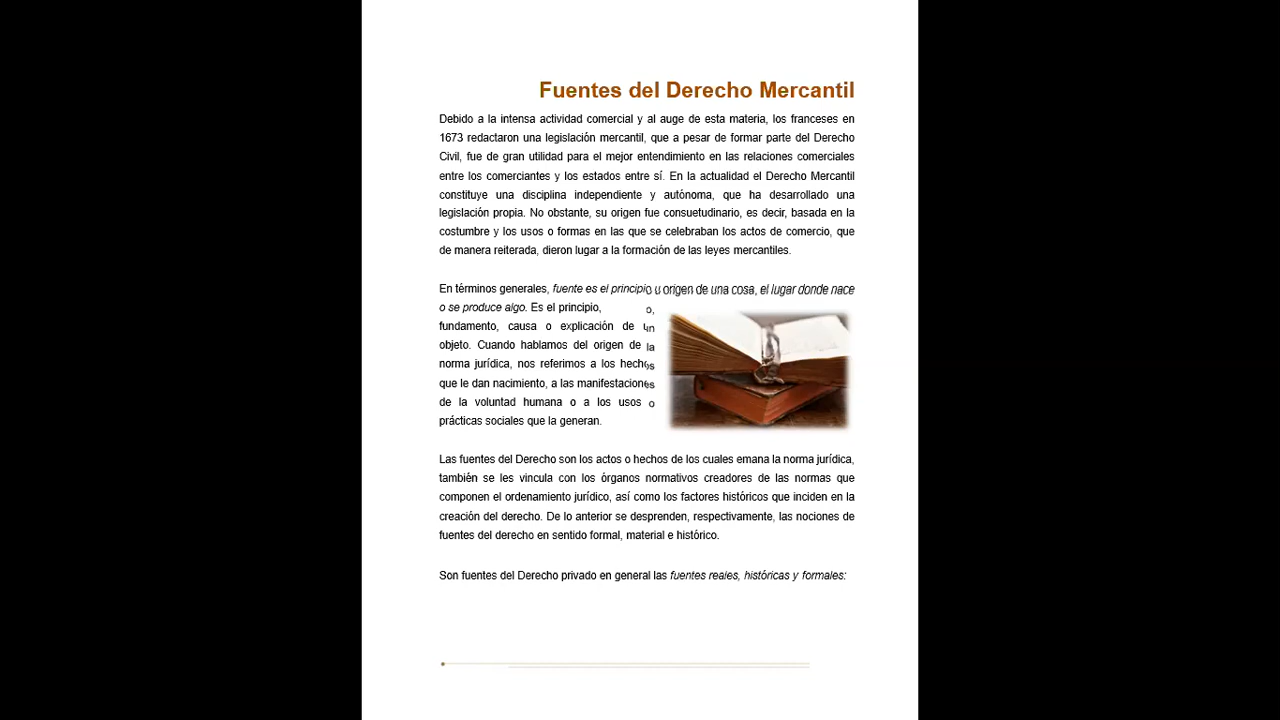 Fuentes del Derecho Mercantil
Debido a la intensa actividad comercial y al auge de esta materia, los franceses en
1673 redactaron una legislación mercantil, que a pesar de formar parte del Derecho
Civil, fue de gran utilidad para el mejor entendimiento en las relaciones comerciales
entre los comerciantes y los estados entre sí. En la actualidad el Derecho Mercantil
constituye una disciplina independiente y autónoma, que ha desarrollado una
legislación propia. No obstante, su origen fue consuetudinario, es decir, basada en la
costumbre y los usos o formas en las que se celebraban los actos de comercio, que
de manera reiterada, dieron lugar a la formación de las leyes mercantiles.
En términos generales, fuente es el principio u origen de una cosa, el lugar donde nace
o se produce algo. Es el principio,
fundamento, causa o explicación de un
objeto. Cuando hablamos del origen de la
norma jurídica, nos referimos a los hechos
que le dan nacimiento, a las manifestaciones
de la voluntad humana o a los usos o
prácticas sociales que la generan.
Las fuentes del Derecho son los actos o hechos de los cuales emana la norma jurídica,
también se les vincula con los órganos normativos creadores de las normas que
componen el ordenamiento jurídico, así como los factores históricos que inciden en la
creación del derecho. De lo anterior se desprenden, respectivamente, las nociones de
fuentes del derecho en sentido formal, material e histórico.
Son fuentes del Derecho privado en general las fuentes reales, históricas y formales: